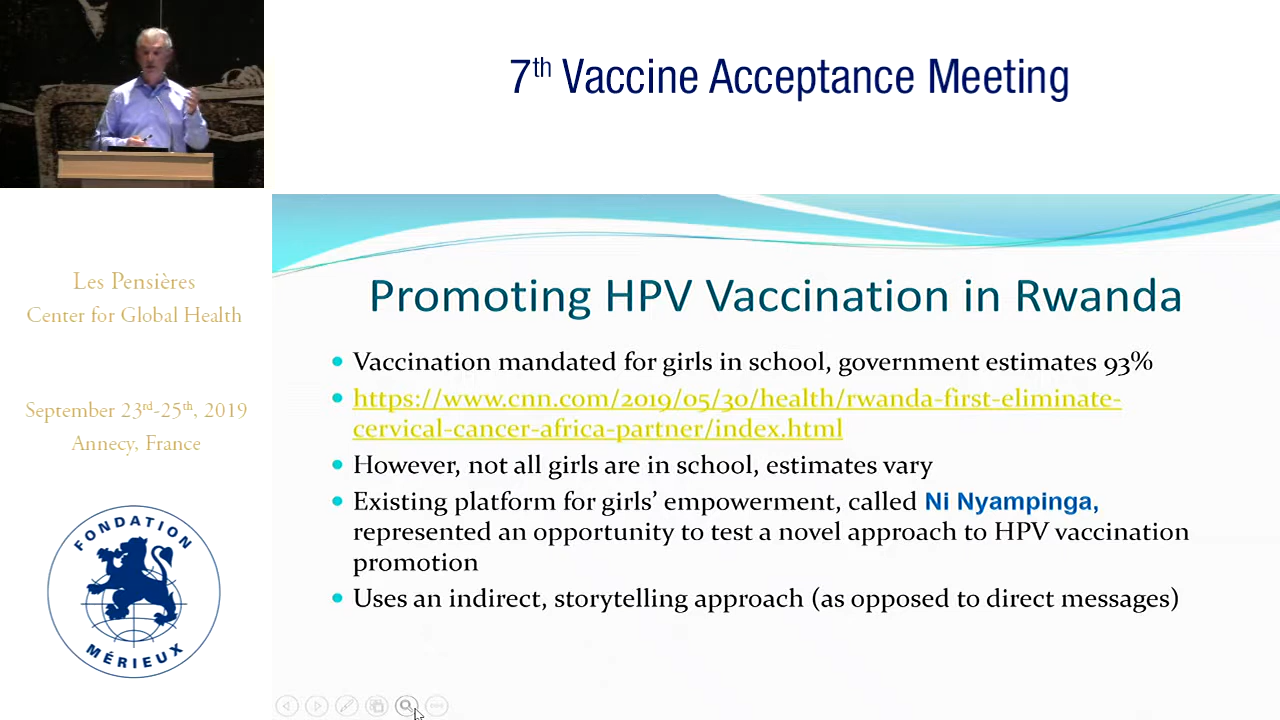 7th Vaccine Acceptance Meeting
Les Pensières
Center for Global Health
September 23rd-25th, 2019
Annecy, France
FONDATION
MÉRIEUX
Promoting HPV Vaccination in Rwanda
• Vaccination mandated for girls in school, government estimates 93%
• https://www.cnn.com/2019/05/30/health/rwanda-first-eliminate-
cervical-cancer-africa-partner/index.html
• However, not all girls are in school, estimates vary
• Existing platform for girls’ empowerment, called Ni Nyampinga,
represented an opportunity to test a novel approach to HPV vaccination
promotion
• Uses an indirect, storytelling approach (as opposed to direct messages)